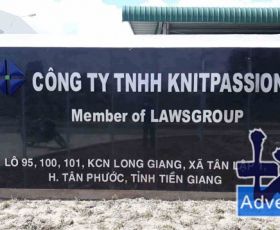 CÔNG TY TNHH KNITPASSION
Member of LAWSGROUP
LÔ 95, 100, 101, KCN LONG GIANG, XÃ TÂN LẬP
H. TÂN PHƯỚC, TỈNH TIỀN GIANG
Adve